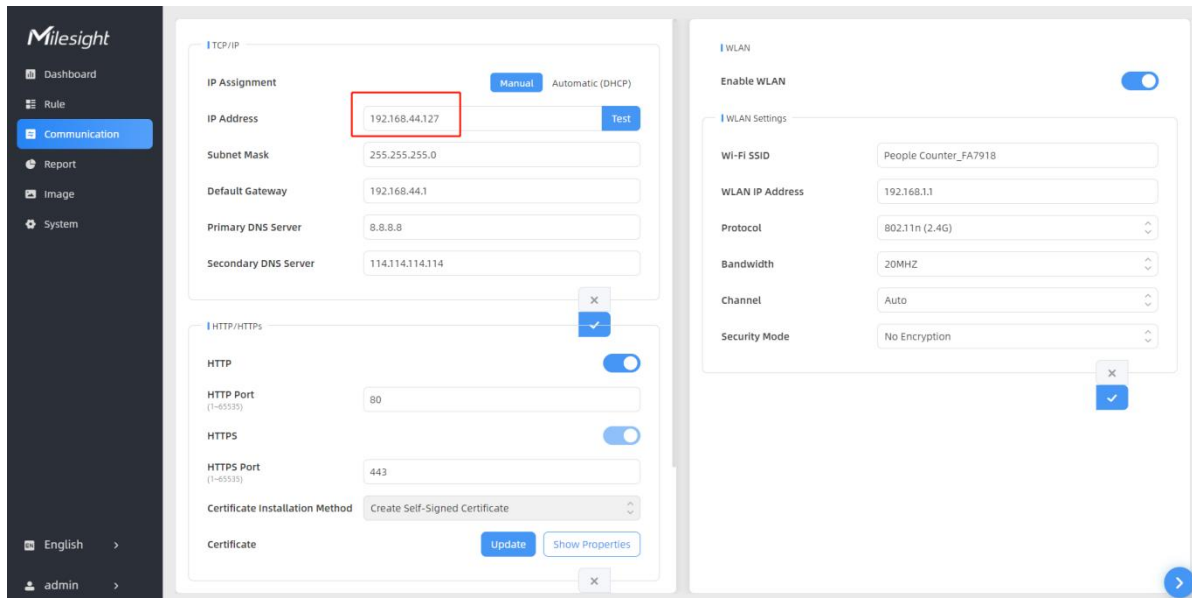 Milesight
Dashboard
Rule
Communication
Report
Image
System
EN English >
admin >
TCP/IP
IP Assignment Manual Automatic (DHCP)
IP Address 192.168.44.127 Test
Subnet Mask 255.255.255.0
Default Gateway 192.168.44.1
Primary DNS Server 8.8.8.8
Secondary DNS Server 114.114.114.114
HTTP/HTTPs
HTTP
HTTP Port 80
(1~65535)
HTTPS
HTTPS Port 443
(1~65535)
Certificate Installation Method Create Self-Signed Certificate
Certificate Update Show Properties
WLAN
Enable WLAN
WLAN Settings
Wi-Fi SSID People Counter_FA7918
WLAN IP Address 192.168.1.1
Protocol 802.11n (2.4G)
Bandwidth 20MHZ
Channel Auto
Security Mode No Encryption